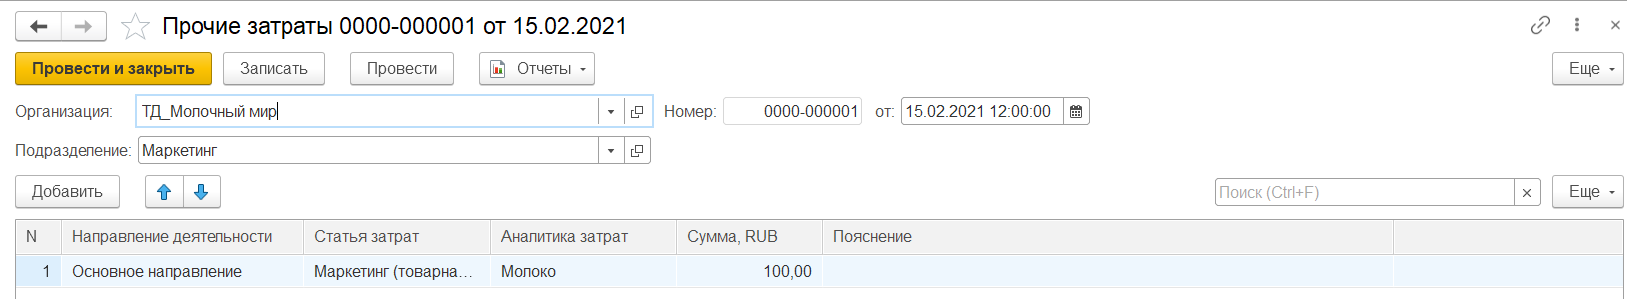 Прочие затраты 0000-000001 от 15.02.2021
Провести и закрыть Записать Провести Отчеты Еще
Организация: ТД_Молочный мир Номер: 0000-000001 от: 15.02.2021 12:00:00
Подразделение: Маркетинг
Добавить Поиск (Ctrl+F) × Еще
N Направление деятельности Статья затрат Аналитика затрат Сумма, RUB Пояснение
1 Основное направление Маркетинг (товарна... Молоко 100,00